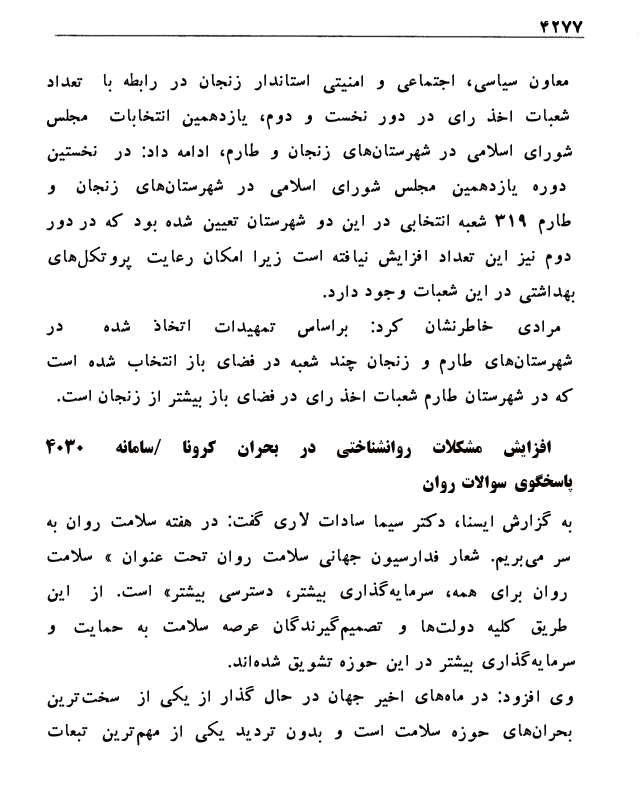 ۴۲۷۷
معاون سیاسی، اجتماعی و امنیتی استاندار زنجان در رابطه با تعداد
شعبات اخذ رای در دور نخست و دوم، یازدهمین انتخابات مجلس
شورای اسلامی در شهرستان‌های زنجان و طارم، ادامه داد: در نخستین
دوره یازدهمین مجلس شورای اسلامی در شهرستان‌های زنجان و
طارم ۳۱۹ شعبه انتخابی در این دو شهرستان تعیین شده بود که در دور
دوم نیز این تعداد افزایش نیافته است زیرا امکان رعایت پروتکل‌های
بهداشتی در این شعبات وجود دارد.
مرادی خاطرنشان کرد: براساس تمهیدات اتخاذ شده در
شهرستان‌های طارم و زنجان چند شعبه در فضای باز انتخاب شده است
که در شهرستان طارم شعبات اخذ رای در فضای باز بیشتر از زنجان است.
افزایش مشکلات روانشناختی در بحران کرونا /سامانه ۴۰۳۰
پاسخگوی سوالات روان
به گزارش ایسنا، دکتر سیما سادات لاری گفت: در هفته سلامت روان به
سر می‌بریم. شعار فدارسیون جهانی سلامت روان تحت عنوان » سلامت
روان برای همه، سرمایه‌گذاری بیشتر، دسترسی بیشتر» است. از این
طریق کلیه دولت‌ها و تصمیم‌گیرندگان عرصه سلامت به حمایت و
سرمایه‌گذاری بیشتر در این حوزه تشویق شده‌اند.
وی افزود: در ماه‌های اخیر جهان در حال گذار از یکی از سخت‌ترین
بحران‌های حوزه سلامت است و بدون تردید یکی از مهم‌ترین تبعات